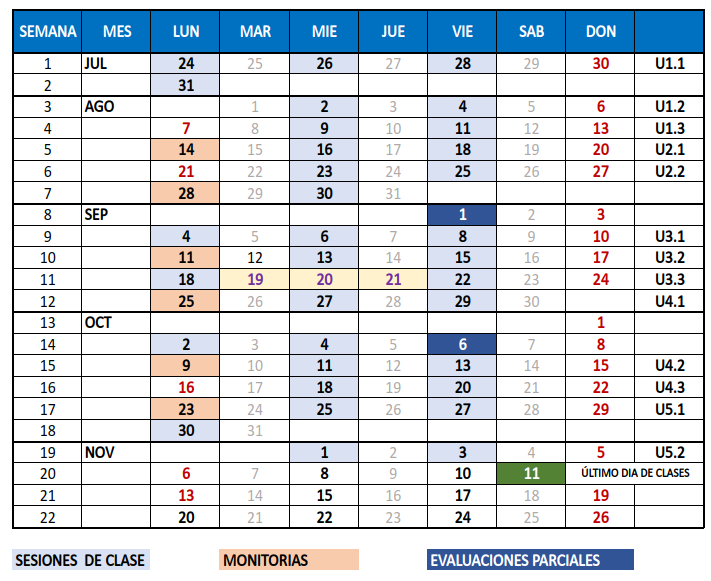 SEMANA MES LUN MAR MIE JUE VIE SAB DON
1 JUL 24 25 26 27 28 29 30 U1.1
2 31
3 AGO 1 2 3 4 5 6 U1.2
4 7 8 9 10 11 12 13 U1.3
5 14 15 16 17 18 19 20 U2.1
6 21 22 23 24 25 26 27 U2.2
7 28 29 30 31
8 SEP 1 2 3
9 4 5 6 7 8 9 10 U3.1
10 11 12 13 14 15 16 17 U3.2
11 18 19 20 21 22 23 24 U3.3
12 25 26 27 28 29 30 U4.1
13 OCT 1
14 2 3 4 5 6 7 8
15 9 10 11 12 13 14 15 U4.2
16 16 17 18 19 20 21 22 U4.3
17 23 24 25 26 27 28 29 U5.1
18 30 31
19 NOV 1 2 3 4 5 U5.2
20 6 7 8 9 10 11 ÚLTIMO DIA DE CLASES
21 13 14 15 16 17 18 19
22 20 21 22 23 24 25 26
SESIONES DE CLASE MONITORIAS EVALUACIONES PARCIALES